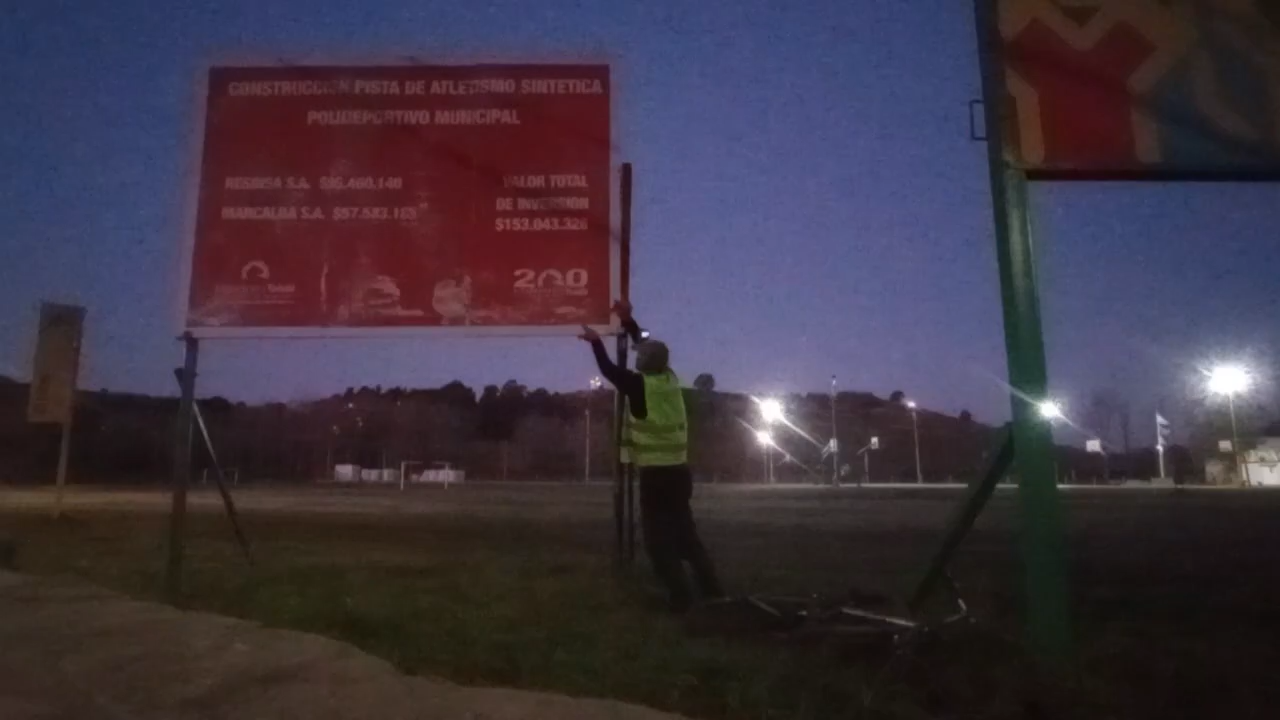 CONSTRUCCION PISTA DE ATLETISMO SINTETICA
POLIDEPORTIVO MUNICIPAL
S.A. $95.460.140
MARCALBA S.A. $57.583.185
VALOR TOTAL
DE INVERSION
$153.043.326
200